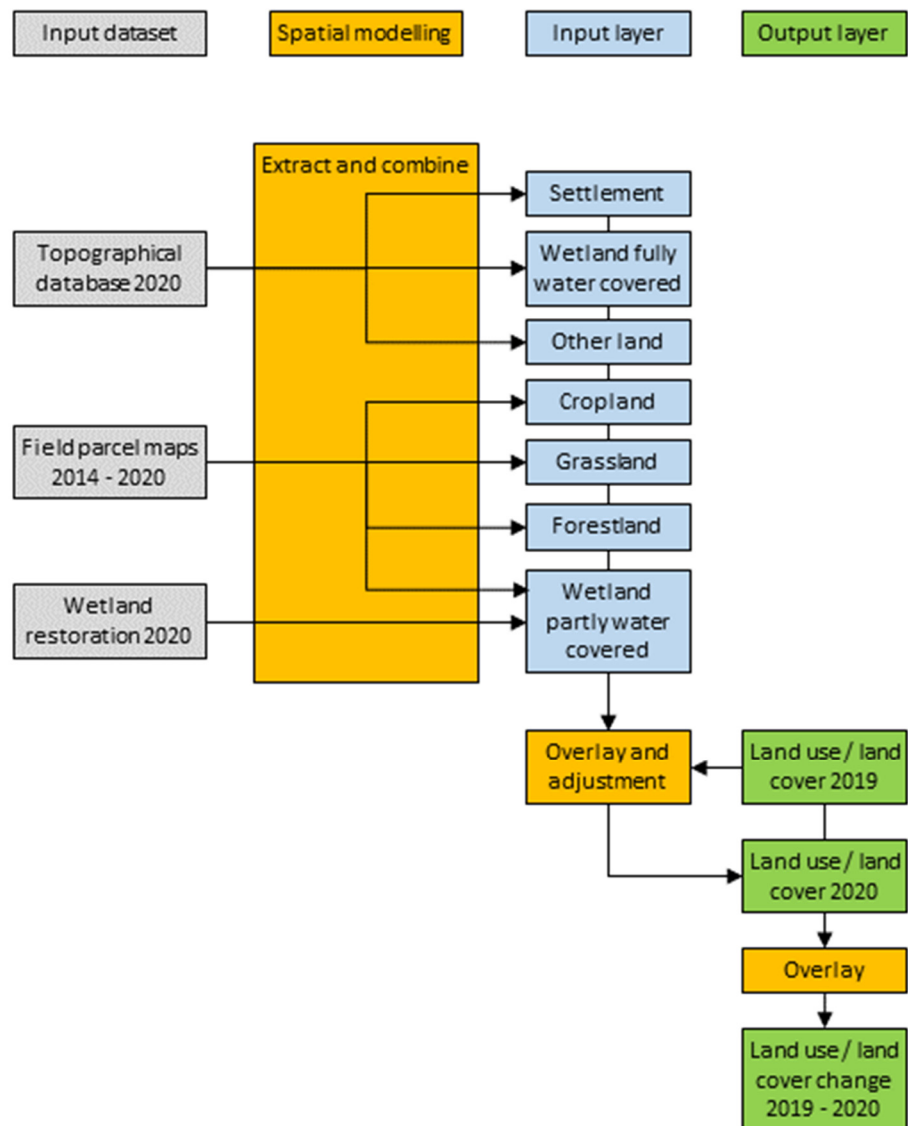 Input dataset
Spatial modelling
Input layer
Output layer
Extract and combine
Topographical
database 2020
Field parcel maps
2014 - 2020
Wetland
restoration 2020
Settlement
Wetland fully
water covered
Other land
Cropland
Grassland
Forestland
Wetland
partly water
covered
Overlay and
adjustment
Land use / land
cover 2019
Land use / land
cover 2020
Overlay
Land use / land
cover change
2019 - 2020